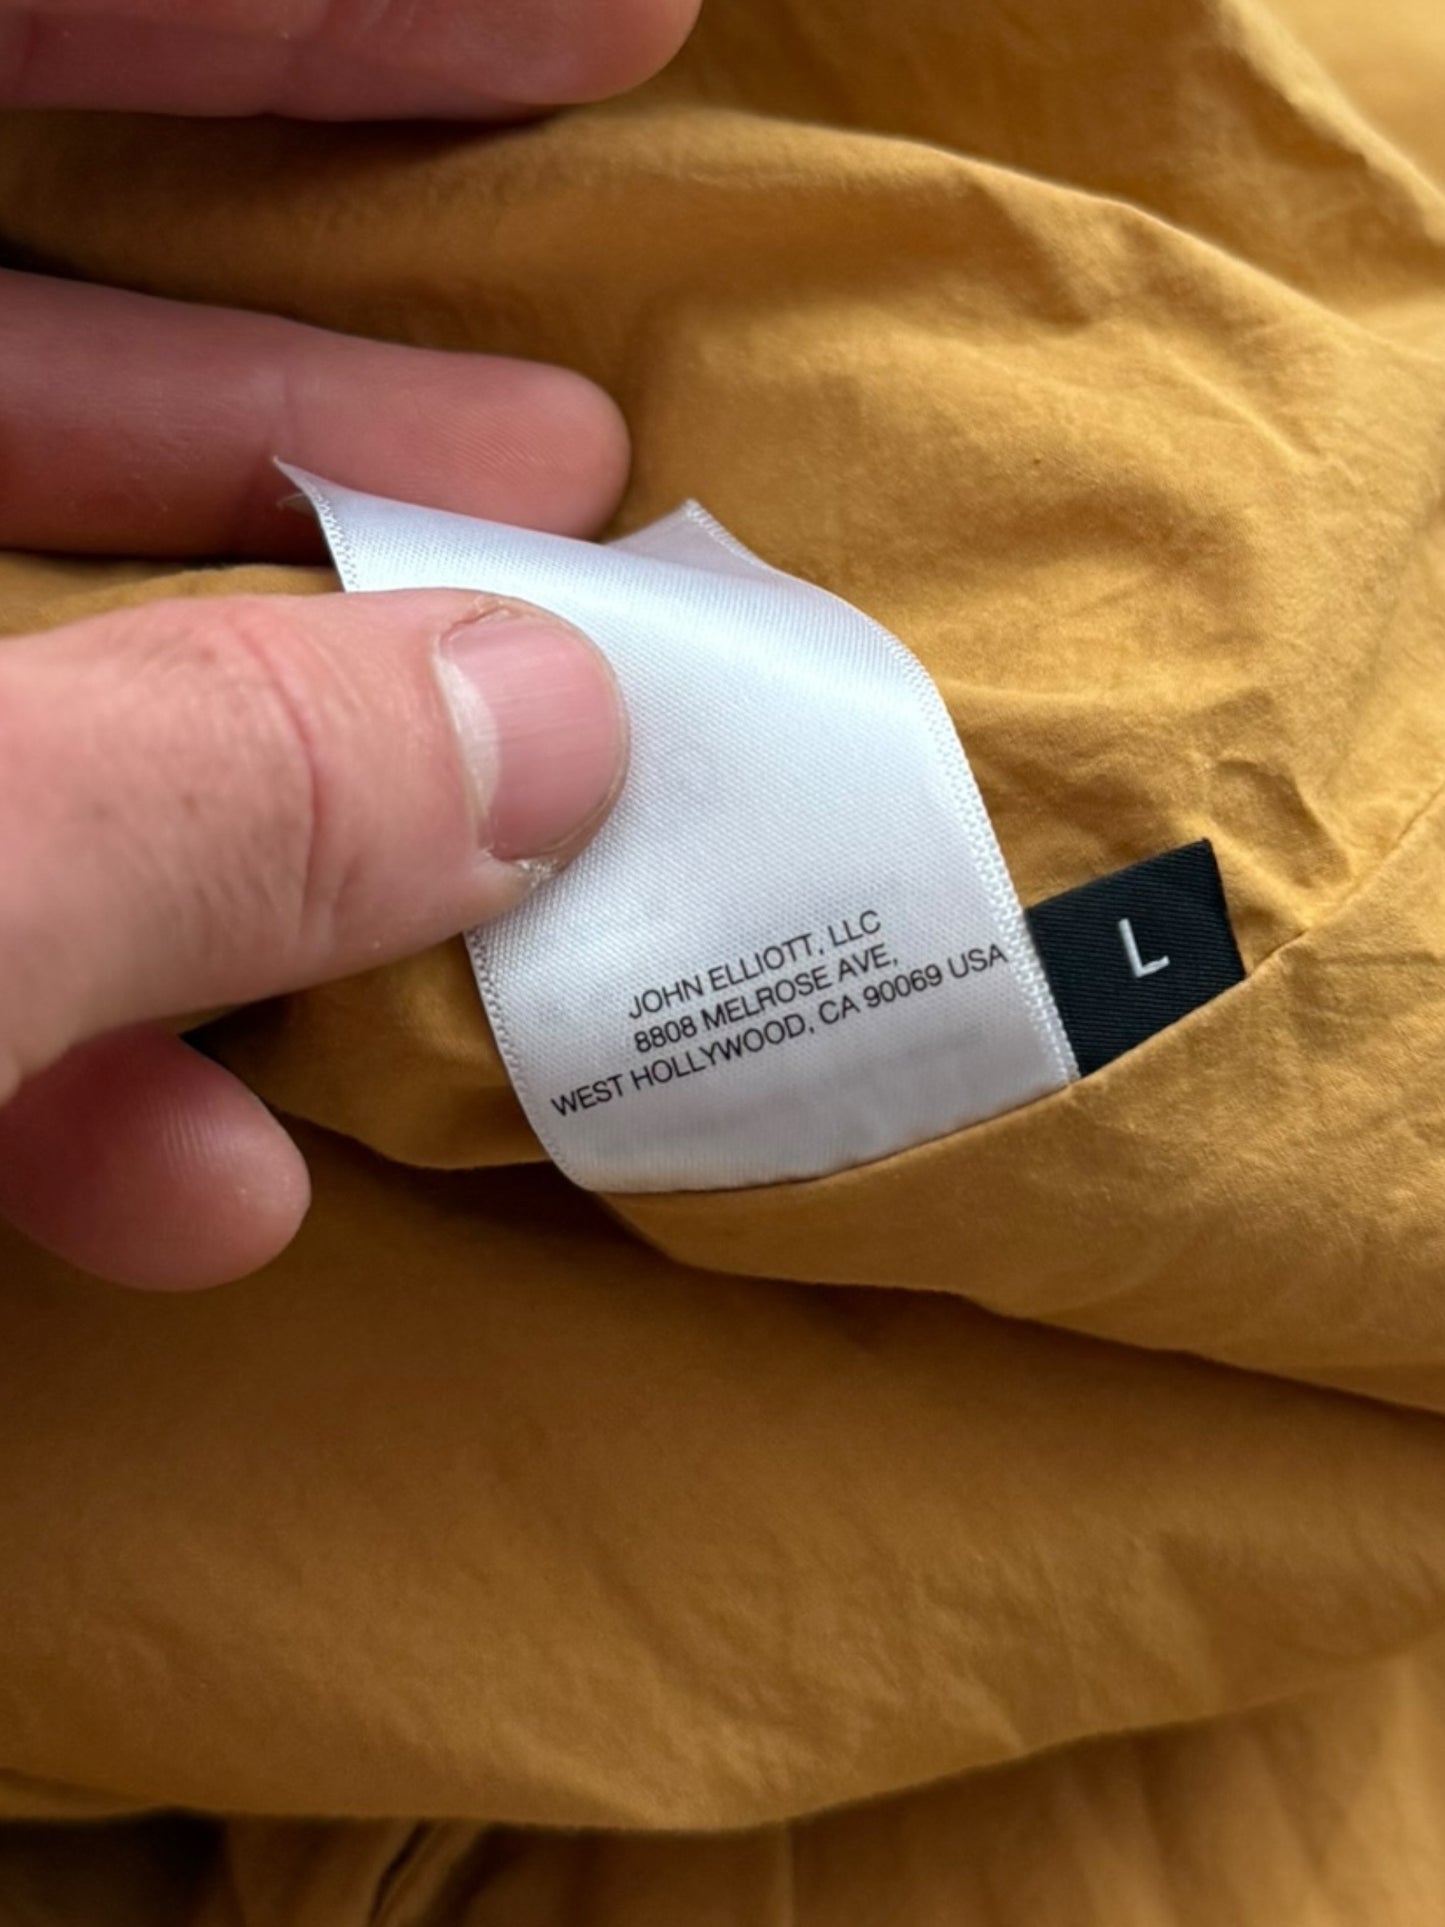 JOHN ELLIOTT, LLC
8808 MELROSE AVE,
WEST HOLLYWOOD, CA 90069 USA
L